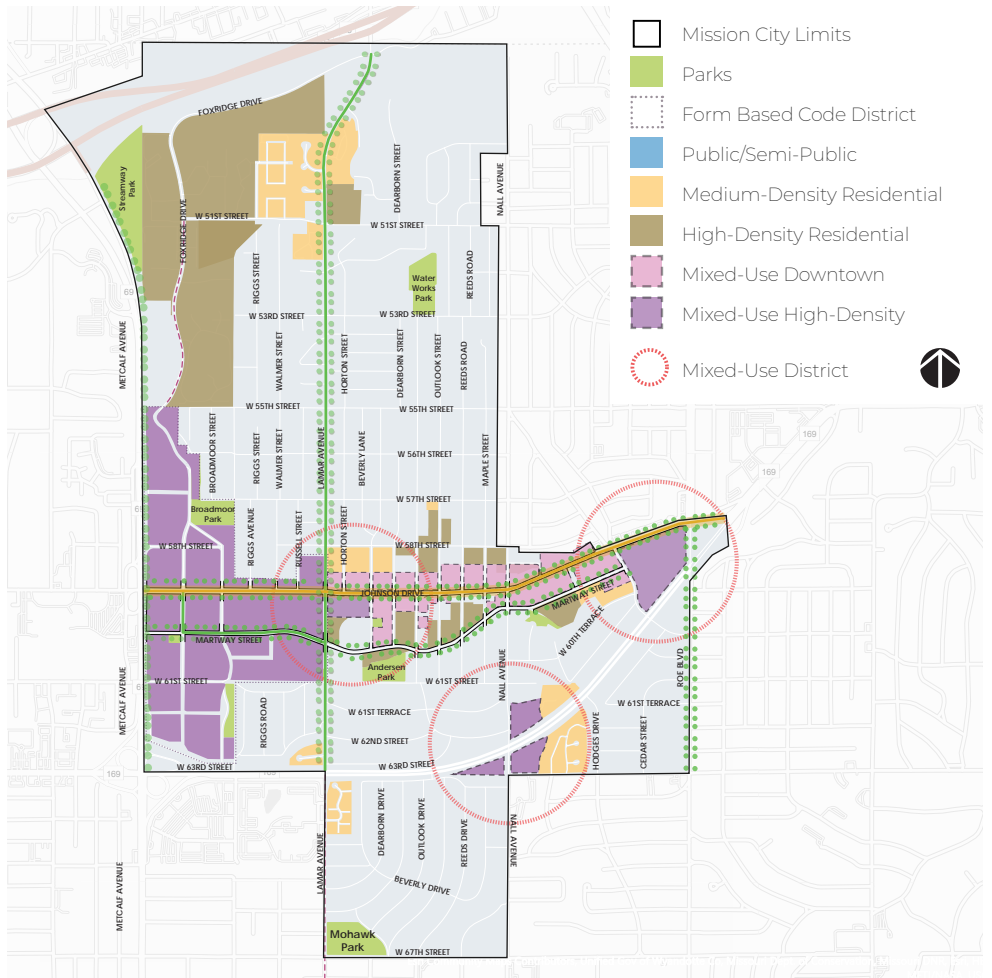 Mission City Limits
Parks
Form Based Code District
Public/Semi-Public
Medium-Density Residential
High-Density Residential
Mixed-Use Downtown
Mixed-Use High-Density
Mixed-Use District
FOXRIDGE DRIVE
Streamway
Park
FOXRIDGE DRIVE
DEARBORN STREET
NALL AVENUE
W 51ST STREET
W 51ST STREET
RIGGS STREET
Water
Works
Park
REEDS ROAD
69
METCALF AVENUE
W 53RD STREET
W 53RD STREET
WALMER STREET
HORTON STREET
DEARBORN STREET
OUTLOOK STREET
REEDS ROAD
W 55TH STREET
W 55TH STREET
BROADMOOR STREET
RIGGS STREET
WALMER STREET
LAMAR AVENUE
BEVERLY LANE
MAPLE STREET
W 56TH STREET
169
169
W 57TH STREET
Broadmoor
Park
RIGGS AVENUE
RUSSELL STREET
HORTON STREET
W 58TH STREET
W 58TH STREET
JOHNSON DRIVE
MARTWAY STREET
W 60TH TERRACE
MARTWAY STREET
Andersen
Park
METCALF AVENUE
W 61ST STREET
W 61ST STREET
NALL AVENUE
ROE BLVD
W 61ST TERRACE
W 61ST TERRACE
RIGGS ROAD
W 62ND STREET
HODGES DRIVE
CEDAR STREET
W 63RD STREET
W 63RD STREET
169
169
DEARBORN DRIVE
OUTLOOK DRIVE
REEDS DRIVE
NALL AVENUE
LAMAR AVENUE
METCALF AVENUE
BEVERLY DRIVE
Mohawk
Park
W 67TH STREET